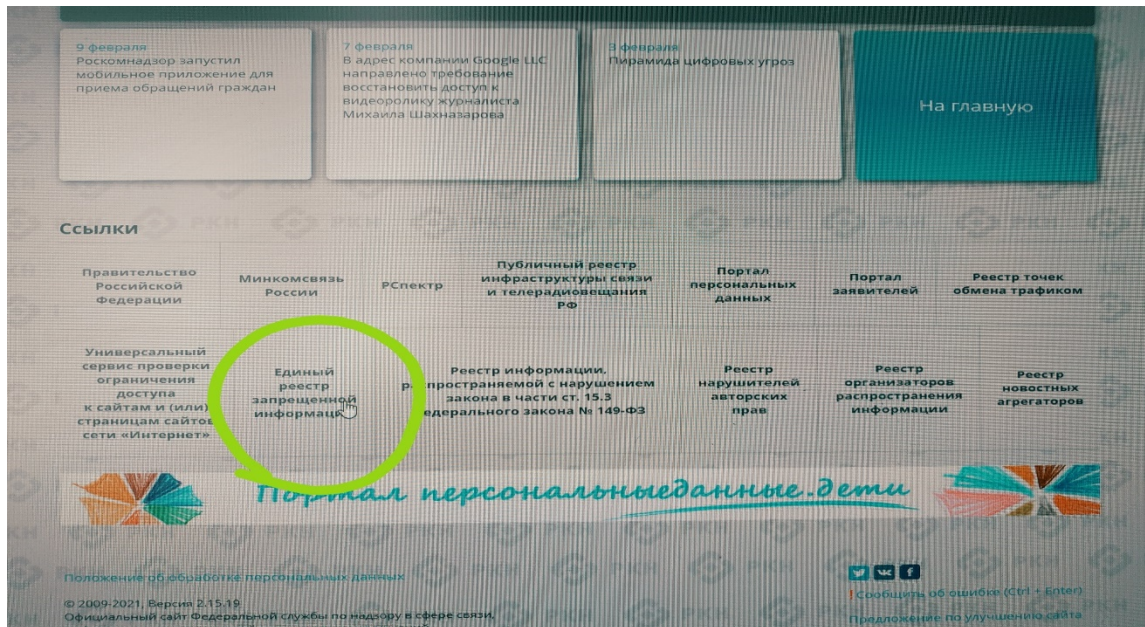 9 февраля
Роскомнадзор запустил
мобильное приложение для
приема обращений граждан
7 февраля
В адрес компании Google LLC
направлено требование
восстановить доступ к
видеоролику журналиста
Михаила Шахназарова
3 февраля
Пирамида цифровых угроз
На главную
Ссылки
Правительство
Российской
Федерации
Минкомсвязь
России
РСпектр
Публичный реестр
инфраструктуры связи
и телерадиовещания
РФ
Портал
персональных
данных
Портал
заявителей
Реестр точек
обмена трафиком
Универсальный
сервис проверки
ограничения
доступа
к сайтам и (или)
страницам сайтов
сети «Интернет»
Единый
реестр
запрещенной
информации
Реестр информации,
распространяемой с нарушением
закона в части ст. 15.3
Федерального закона № 149-ФЗ
Реестр
нарушителей
авторских
прав
Реестр
организаторов
распространения
информации
Реестр
новостных
агрегаторов
Портал персональныеданные.дети
Положение об обработке персональных данных
© 2009-2021, Версия 2.15.19
Официальный сайт Федеральной службы по надзору в сфере связи,
! Сообщить об ошибке (Ctrl + Enter)
Предложение по улучшению сайта
РКН